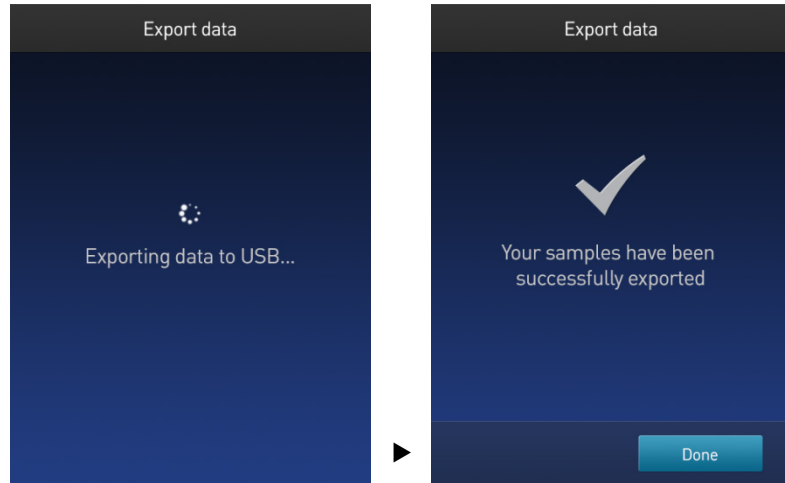 Export data
Exporting data to USB...
Export data
Your samples have been
successfully exported
Done